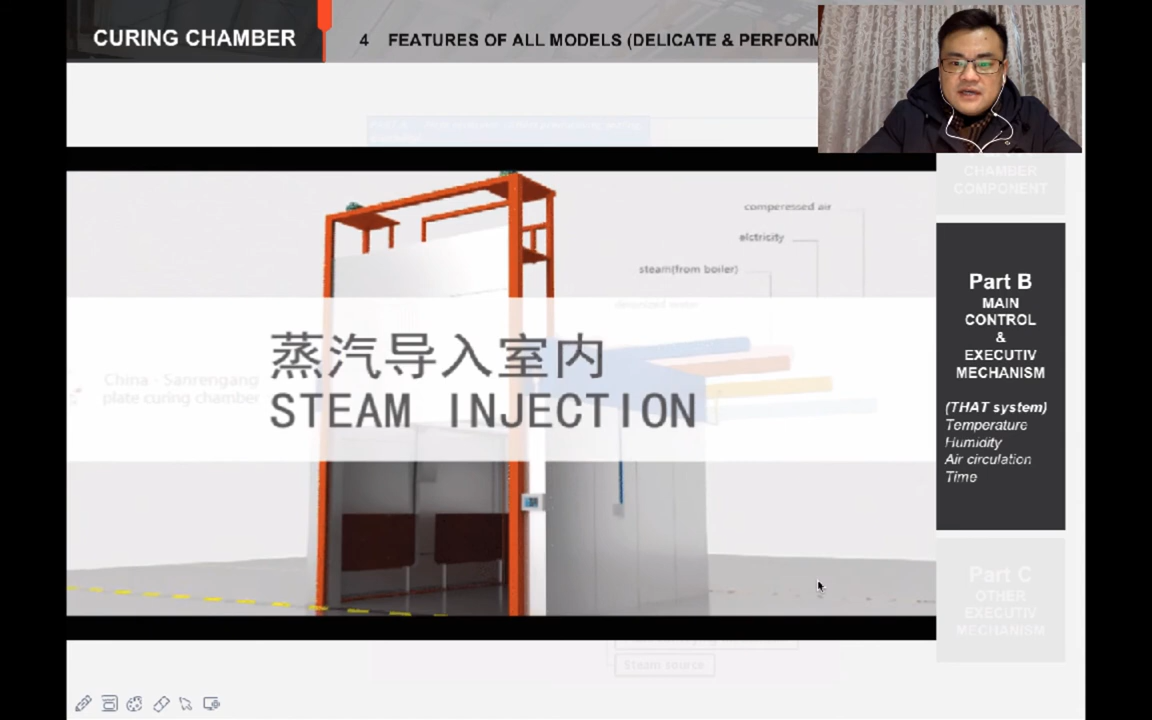 CURING CHAMBER
4 FEATURES OF ALL MODELS (DELICATE & PERFORM
CHAMBER
COMPONENT
comperessed air
elctricity
steam(from boiler)
蒸汽导入室内
STEAM INJECTION
China · Sanrengang
plate curing chamber
Part B
MAIN
CONTROL
&
EXECUTIV
MECHANISM
(THAT system)
Temperature
Humidity
Air circulation
Time
Part C
OTHER
EXECUTIV
MECHANISM
Steam source